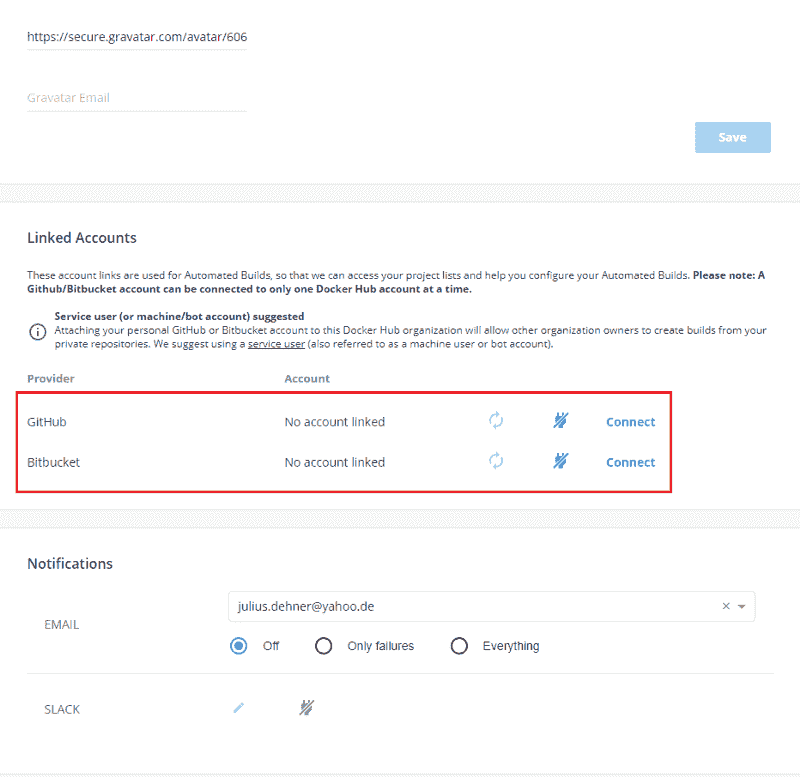 https://secure.gravatar.com/avatar/606
Gravatar Email
Save
Linked Accounts
These account links are used for Automated Builds, so that we can access your project lists and help you configure your Automated Builds. Please note: A
Github/Bitbucket account can be connected to only one Docker Hub account at a time.
Service user (or machine/bot account) suggested
Attaching your personal GitHub or Bitbucket account to this Docker Hub organization will allow other organization owners to create builds from your
private repositories. We suggest using a service user (also referred to as a machine user or bot account).
Provider Account
GitHub No account linked Connect
Bitbucket No account linked Connect
Notifications
EMAIL julius.dehner@yahoo.de
Off Only failures Everything
SLACK